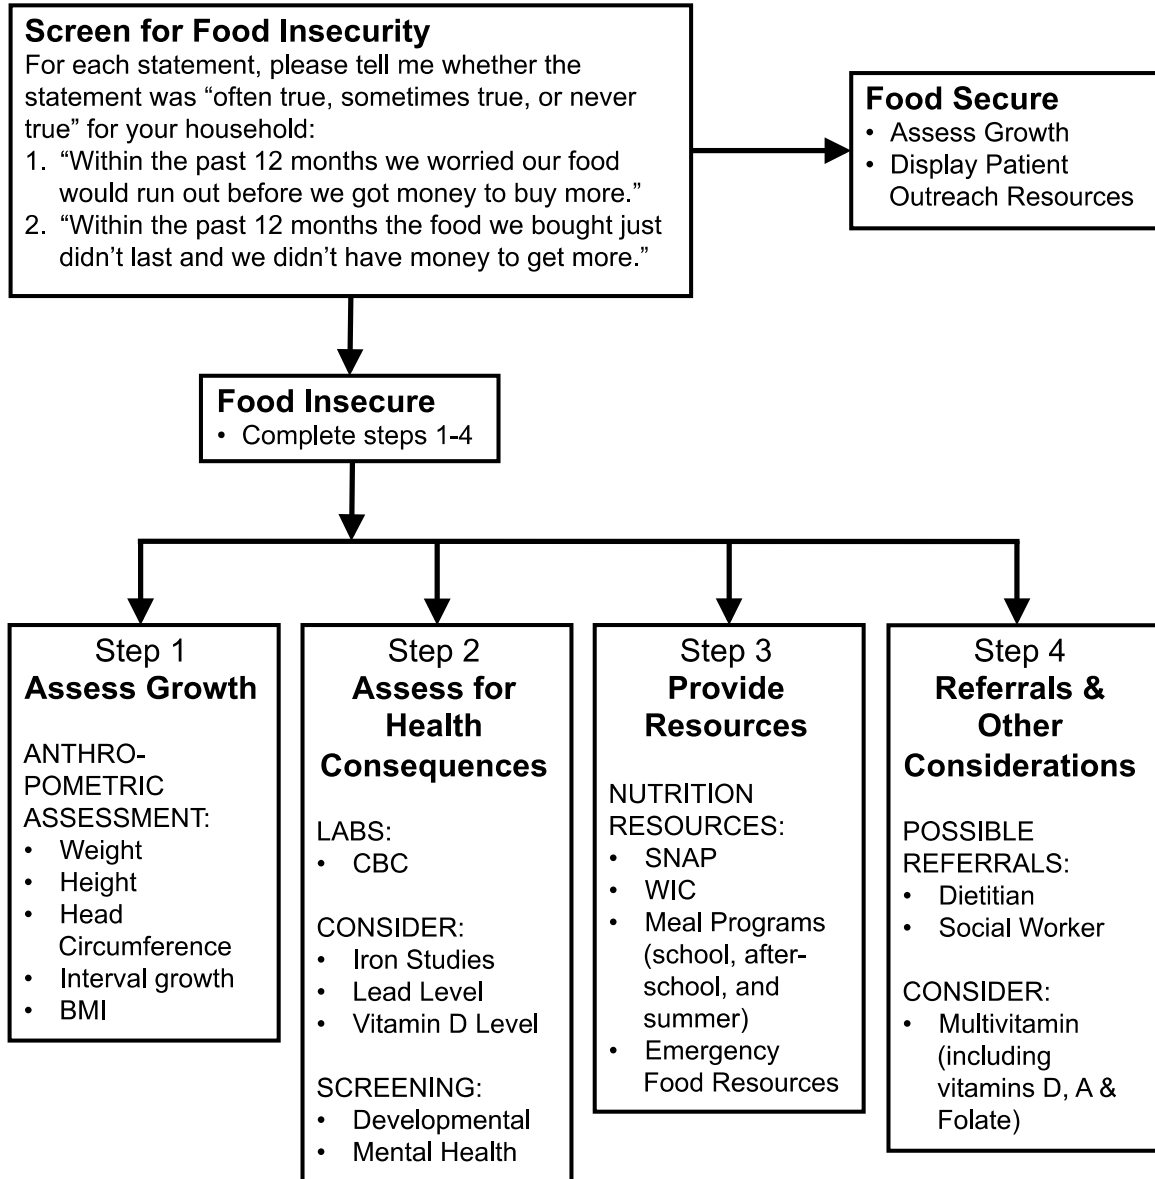 Screen for Food Insecurity
For each statement, please tell me whether the
statement was “often true, sometimes true, or never
true” for your household:
1. “Within the past 12 months we worried our food
would run out before we got money to buy more.”
2. “Within the past 12 months the food we bought just
didn’t last and we didn’t have money to get more.”
Food Secure
• Assess Growth
• Display Patient
Outreach Resources
Food Insecure
• Complete steps 1-4
Step 1
Assess Growth
ANTHRO-
POMETRIC
ASSESSMENT:
• Weight
• Height
• Head
Circumference
• Interval growth
• BMI
Step 2
Assess for
Health
Consequences
LABS:
• CBC
CONSIDER:
• Iron Studies
• Lead Level
• Vitamin D Level
SCREENING:
• Developmental
• Mental Health
Step 3
Provide
Resources
NUTRITION
RESOURCES:
• SNAP
• WIC
• Meal Programs
(school, after-
school, and
summer)
• Emergency
Food Resources
Step 4
Referrals &
Other
Considerations
POSSIBLE
REFERRALS:
• Dietitian
• Social Worker
CONSIDER:
• Multivitamin
(including
vitamins D, A &
Folate)